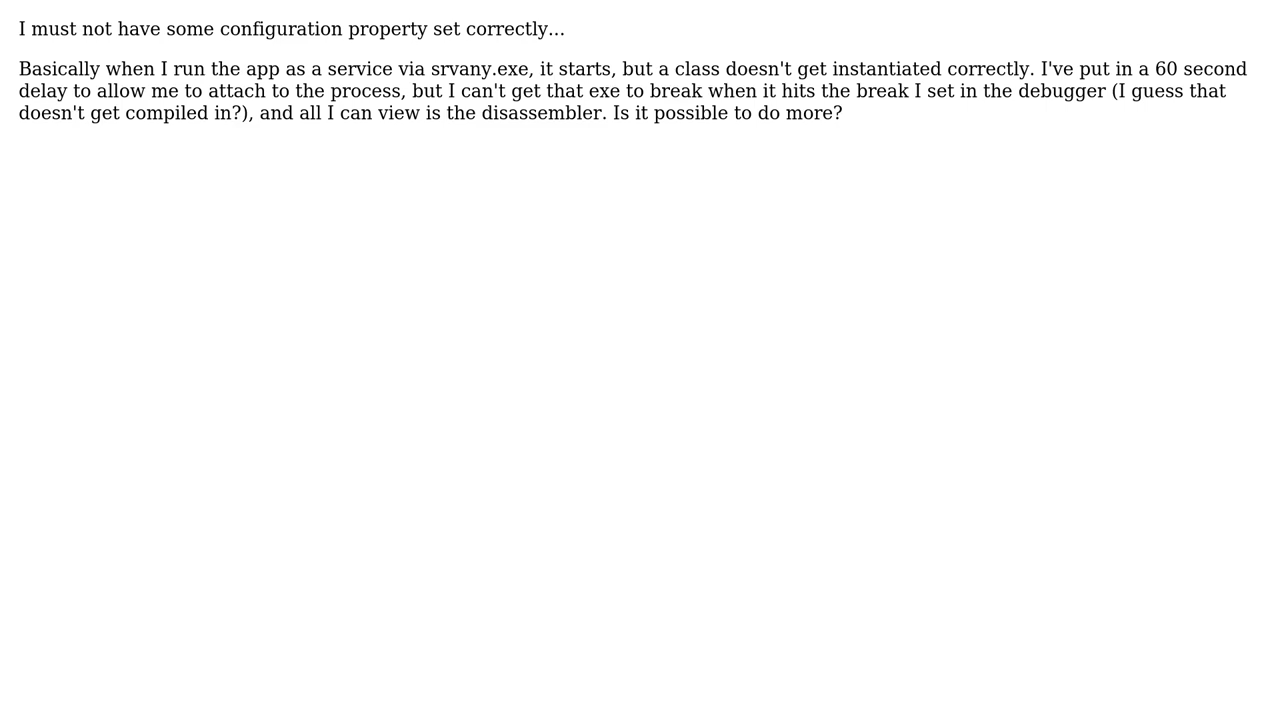 I must not have some configuration property set correctly...
Basically when I run the app as a service via srvany.exe, it starts, but a class doesn't get instantiated correctly. I've put in a 60 second
delay to allow me to attach to the process, but I can't get that exe to break when it hits the break I set in the debugger (I guess that
doesn't get compiled in?), and all I can view is the disassembler. Is it possible to do more?